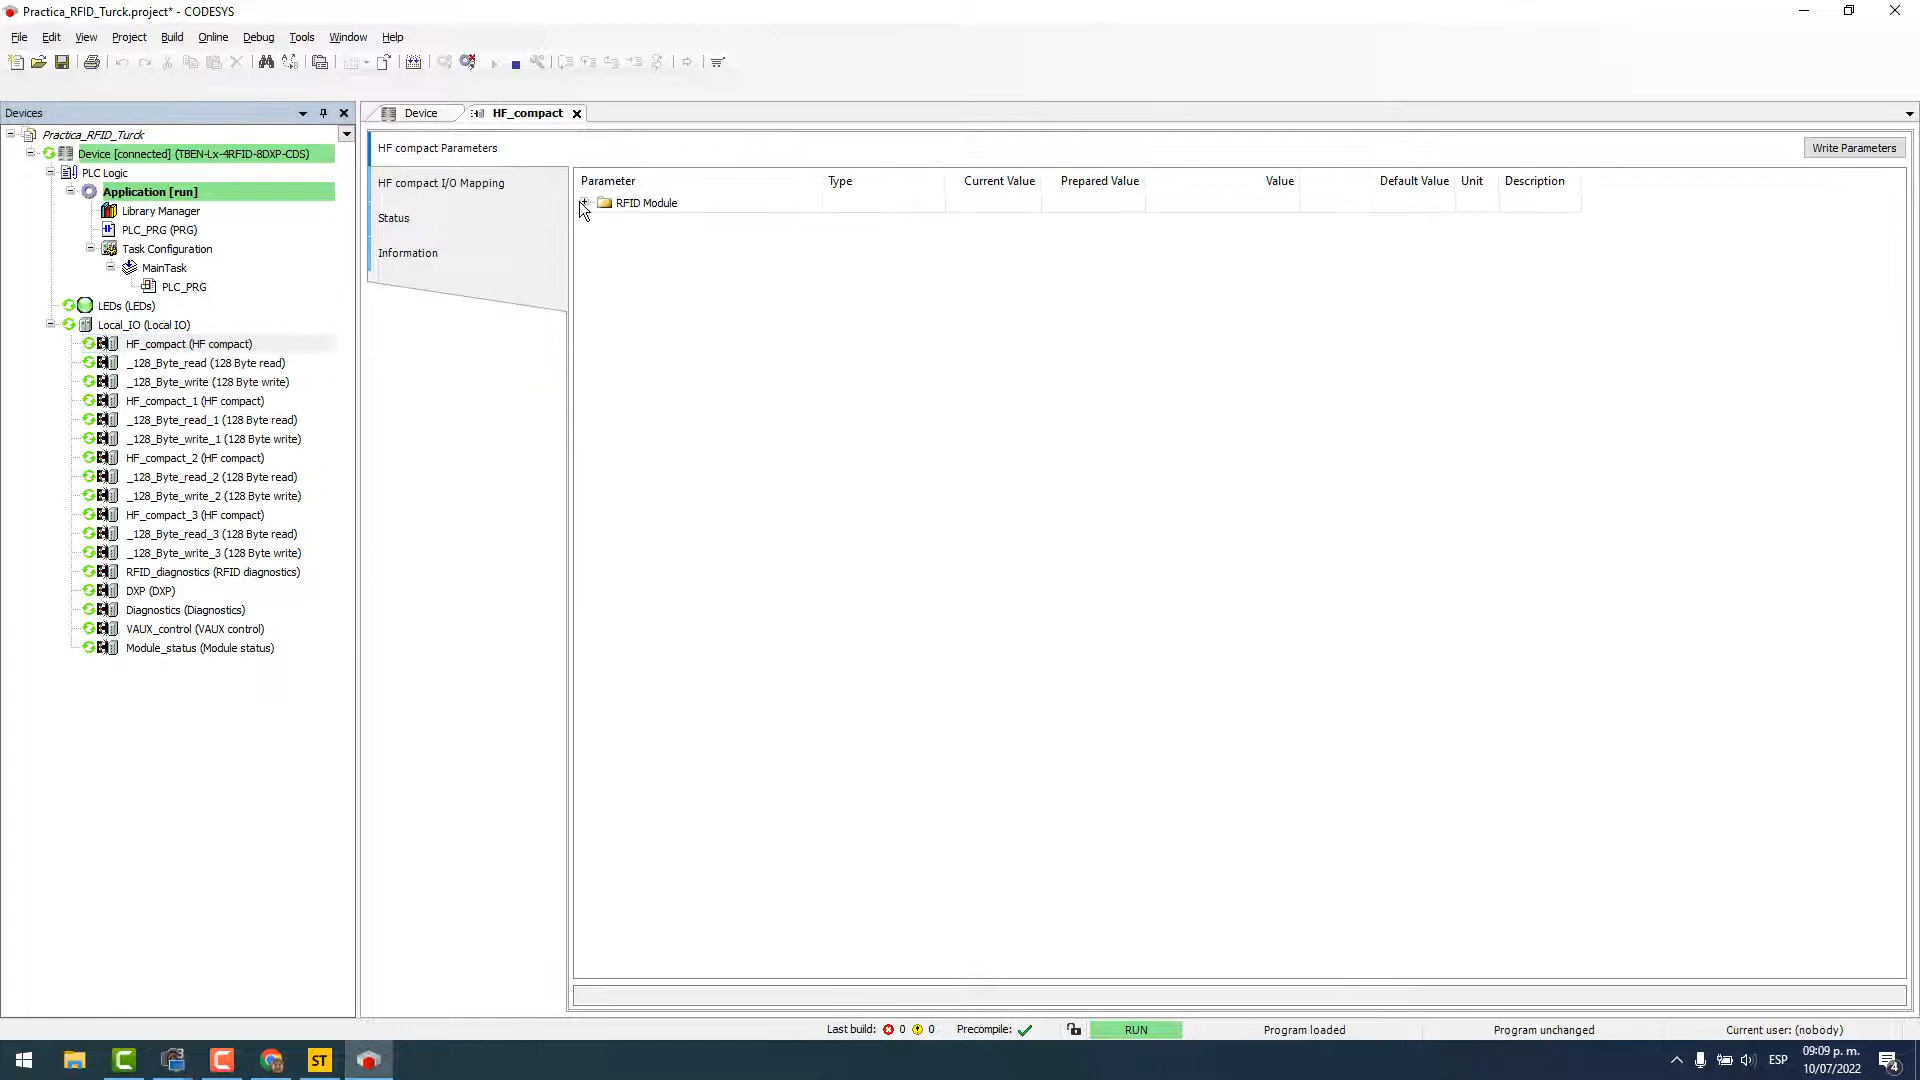 Practica_RFID_Turck.project* - CODESYS
File Edit View Project Build Online Debug Tools Window Help
Devices
Practica_RFID_Turck
Device [connected] (TBEN-Lx-4RFID-8DXP-CDS)
PLC Logic
Application [run]
Library Manager
PLC_PRG (PRG)
Task Configuration
MainTask
PLC_PRG
LEDs (LEDs)
Local_IO (Local IO)
HF_compact (HF compact)
_128_Byte_read (128 Byte read)
_128_Byte_write (128 Byte write)
HF_compact_1 (HF compact)
_128_Byte_read_1 (128 Byte read)
_128_Byte_write_1 (128 Byte write)
HF_compact_2 (HF compact)
_128_Byte_read_2 (128 Byte read)
_128_Byte_write_2 (128 Byte write)
HF_compact_3 (HF compact)
_128_Byte_read_3 (128 Byte read)
_128_Byte_write_3 (128 Byte write)
RFID_diagnostics (RFID diagnostics)
DXP (DXP)
Diagnostics (Diagnostics)
VAUX_control (VAUX control)
Module_status (Module status)
Device HF_compact
HF compact Parameters
HF compact I/O Mapping
Status
Information
Write Parameters
Parameter Type Current Value Prepared Value Value Default Value Unit Description
RFID Module
Last build: 0 0 Precompile: RUN Program loaded Program unchanged Current user: (nobody)
ST
ESP
09:09 p. m.
10/07/2022
4